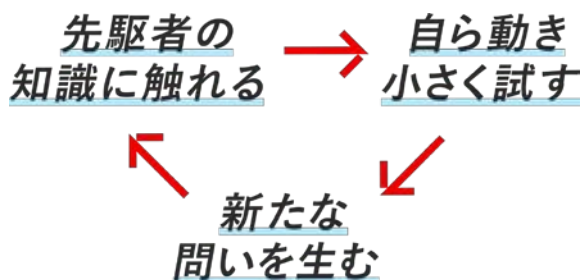 先駆者の
知識に触れる
自ら動き
小さく試す
新たな
問いを生む